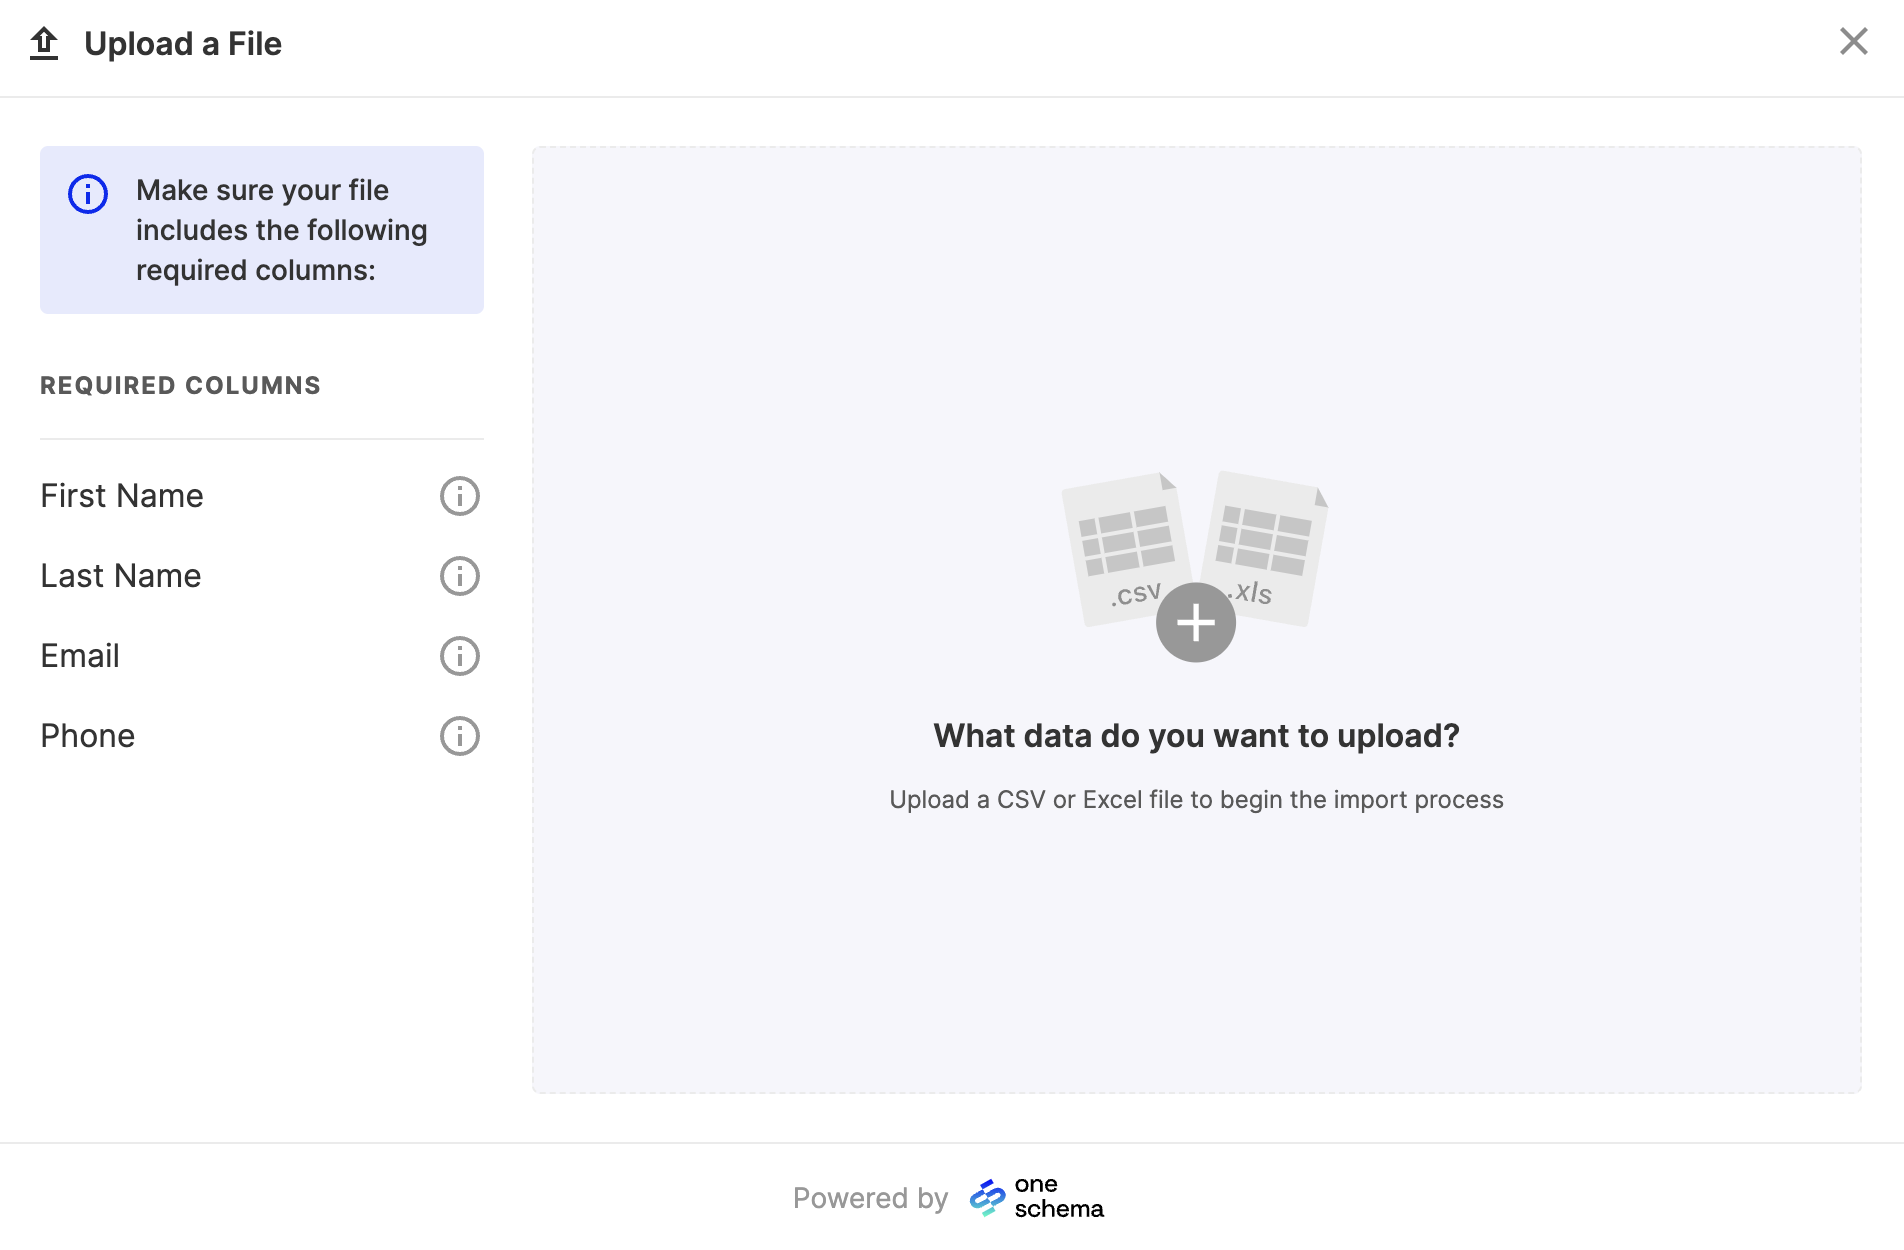 Upload a File
Make sure your file
includes the following
required columns:
REQUIRED COLUMNS
First Name
Last Name
Email
Phone
.csv
.xls
What data do you want to upload?
Upload a CSV or Excel file to begin the import process
Powered by
one
schema